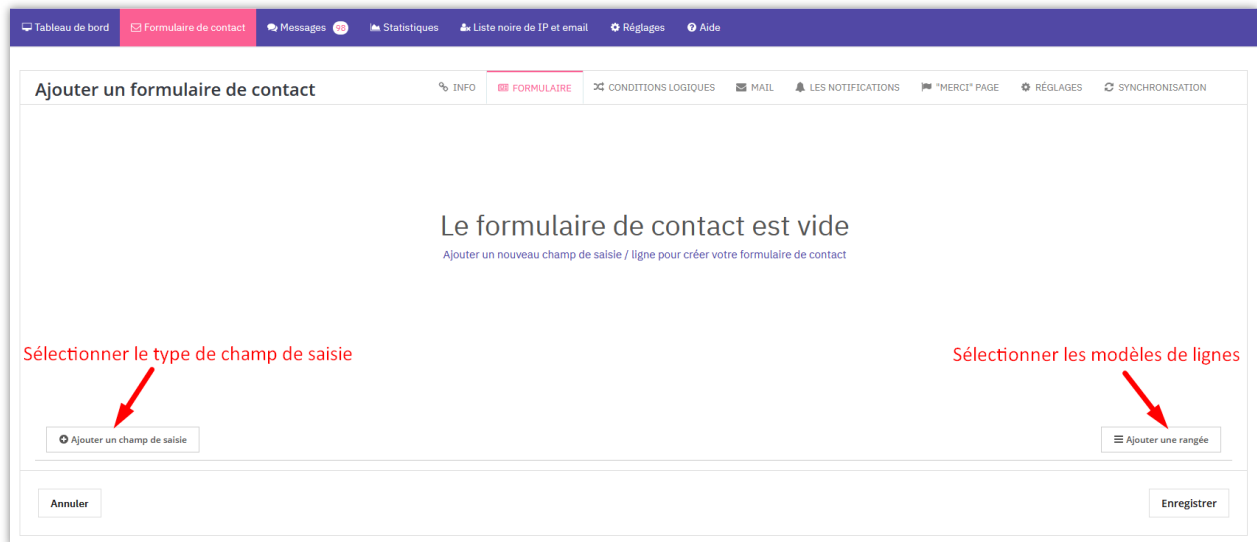 Tableau de bord Formulaire de contact Messages 98 Statistiques Liste noire de IP et email Réglages Aide
Ajouter un formulaire de contact INFO FORMULAIRE CONDITIONS LOGIQUES MAIL LES NOTIFICATIONS "MERCI" PAGE RÉGLAGES SYNCHRONISATION
Le formulaire de contact est vide
Ajouter un nouveau champ de saisie / ligne pour créer votre formulaire de contact
Sélectionner le type de champ de saisie Sélectionner les modèles de lignes
Ajouter un champ de saisie Ajouter une rangée
Annuler Enregistrer